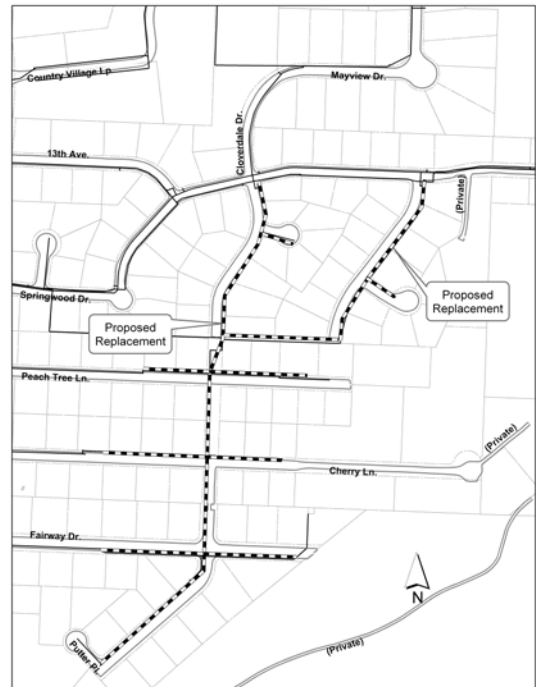 Country Village Lp.
Mayview Dr.
Cloverdale Dr.
13th Ave.
(Private)
Springwood Dr.
Proposed
Replacement
Proposed
Replacement
Peach Tree Ln.
(Private)
Cherry Ln.
Fairway Dr.
N
Putter Pl.
(Private)